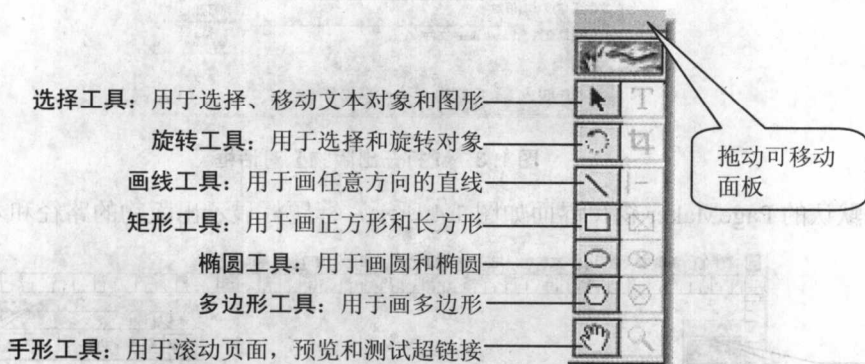 选择工具：用于选择、移动文本对象和图形
旋转工具：用于选择和旋转对象
画线工具：用于画任意方向的直线
矩形工具：用于画正方形和长方形
椭圆工具：用于画圆和椭圆
多边形工具：用于画多边形
手形工具：用于滚动页面，预览和测试超链接
T
拖动可移动
面板